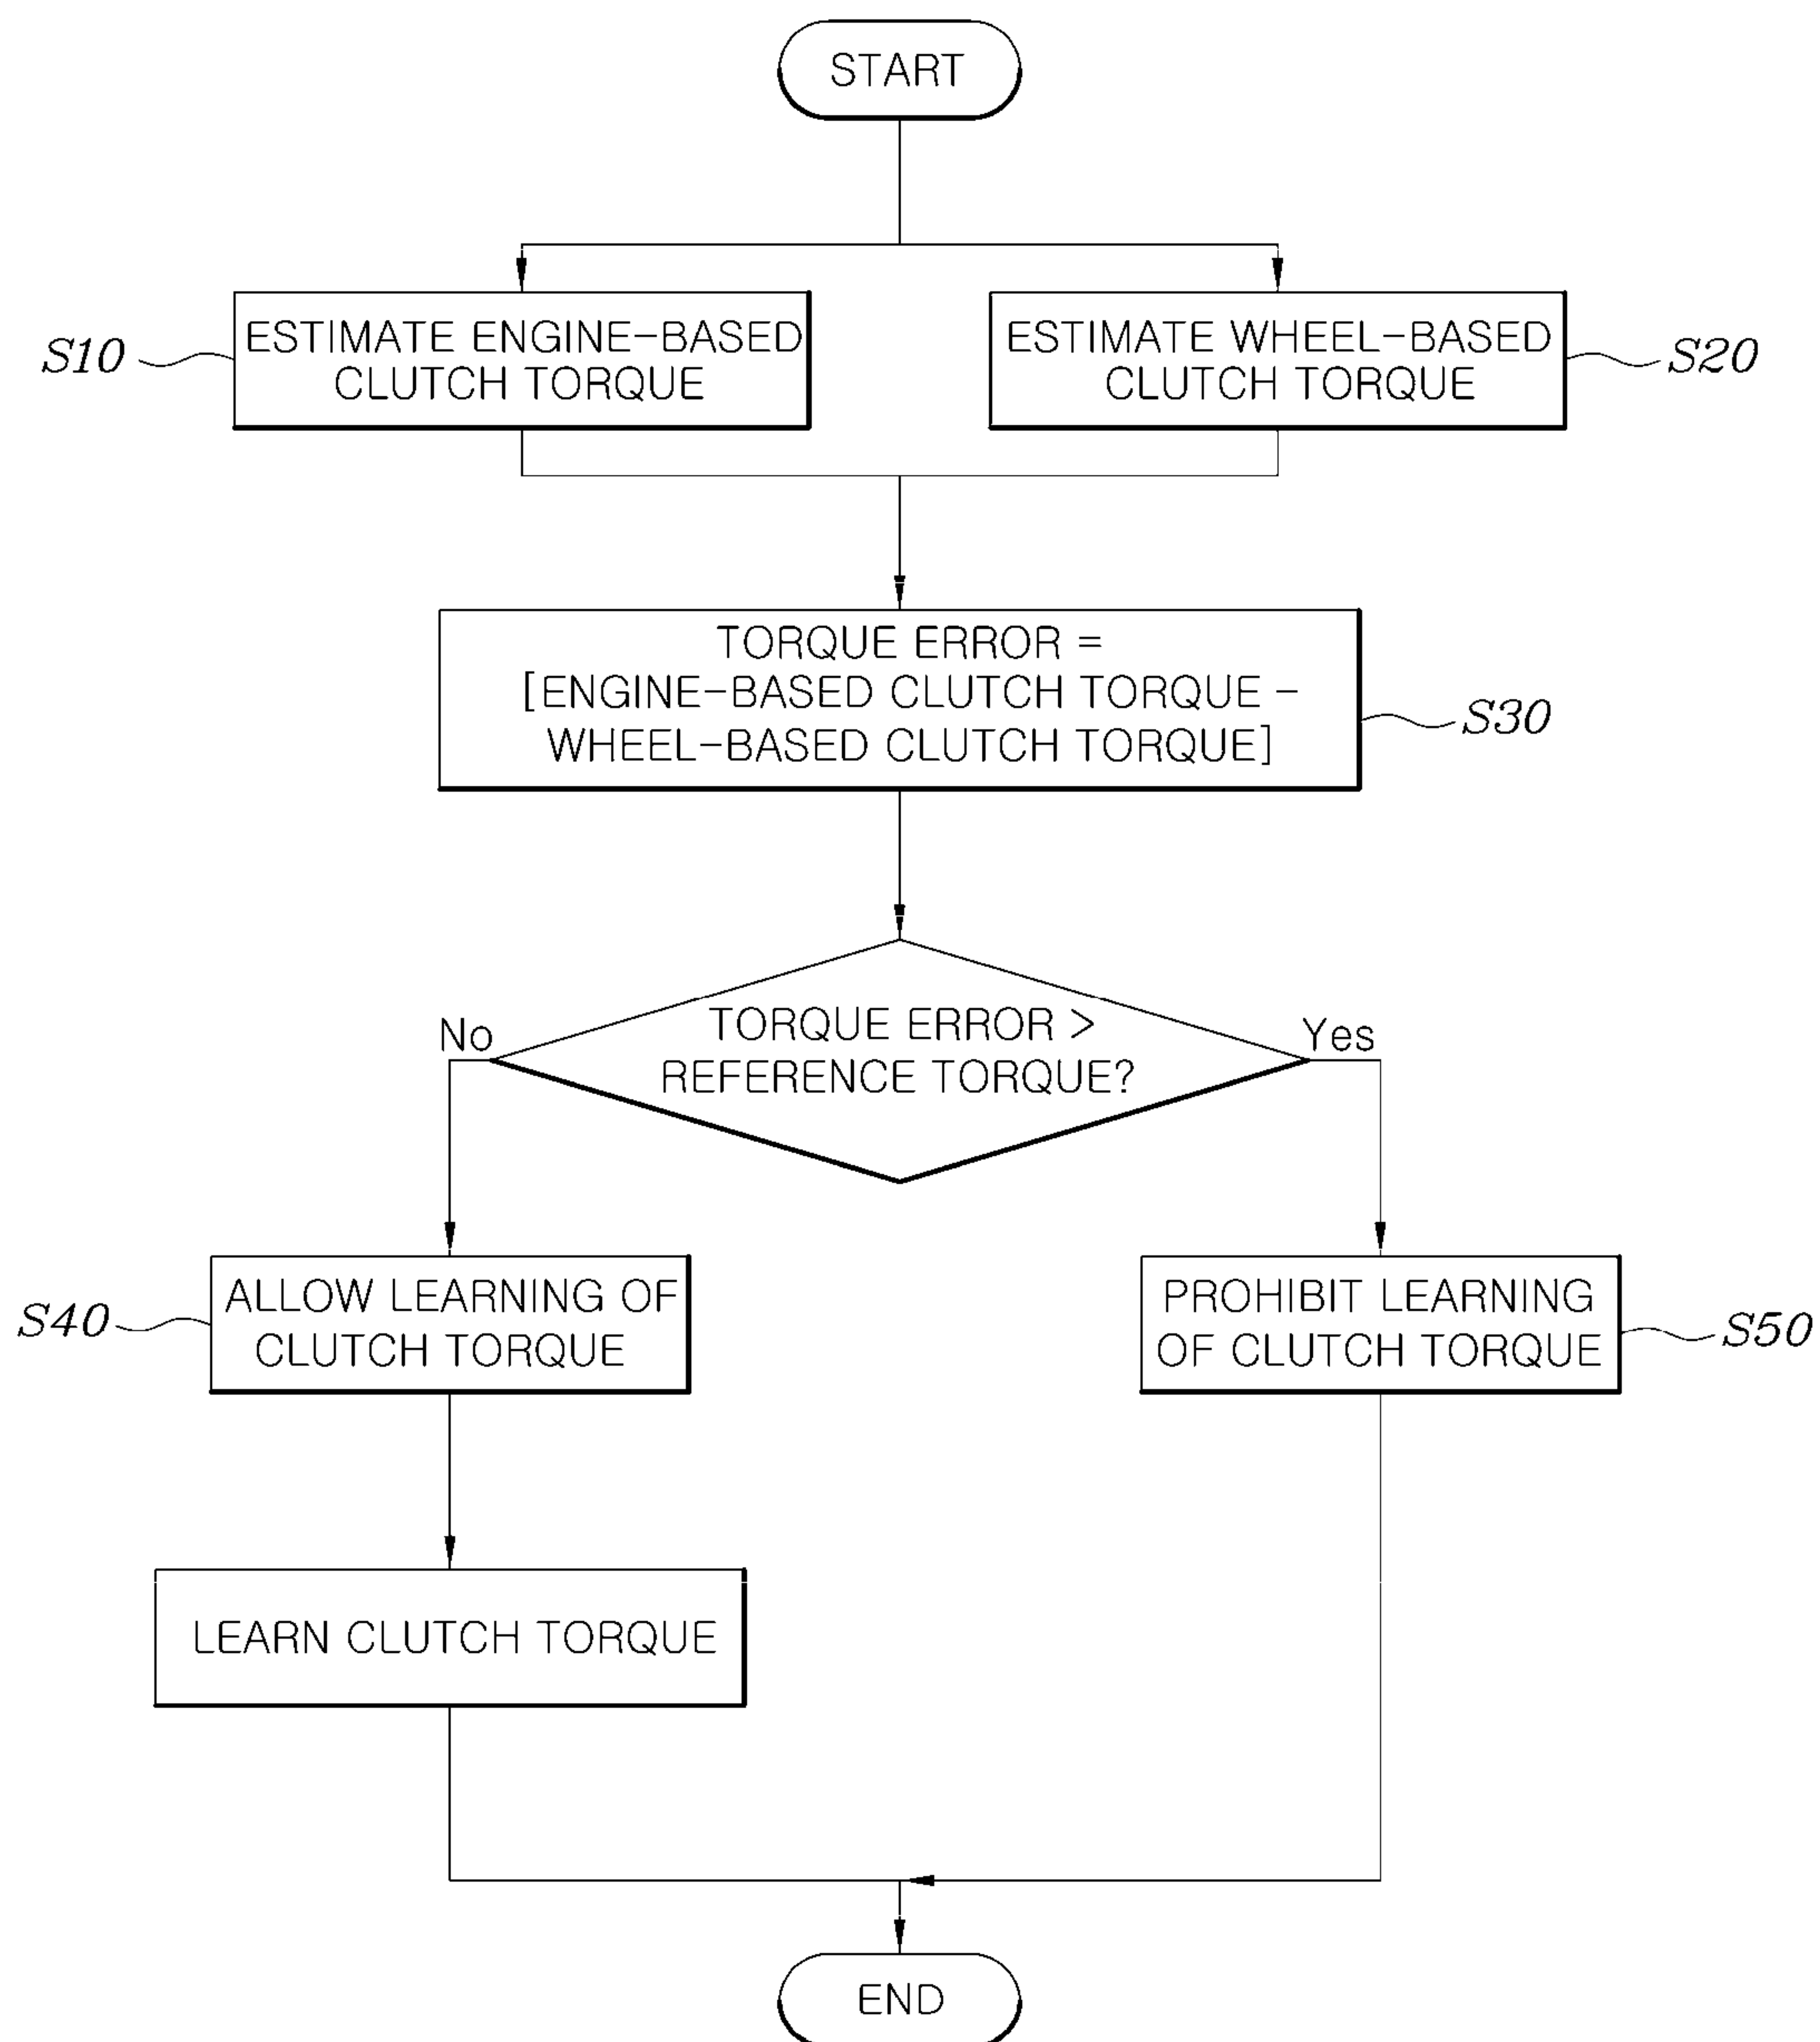 START
S10
ESTIMATE ENGINE-BASED
CLUTCH TORQUE
ESTIMATE WHEEL-BASED
CLUTCH TORQUE
S20
TORQUE ERROR =
[ENGINE-BASED CLUTCH TORQUE -
WHEEL-BASED CLUTCH TORQUE]
S30
No
TORQUE ERROR >
REFERENCE TORQUE?
Yes
S40
ALLOW LEARNING OF
CLUTCH TORQUE
PROHIBIT LEARNING
OF CLUTCH TORQUE
S50
LEARN CLUTCH TORQUE
END